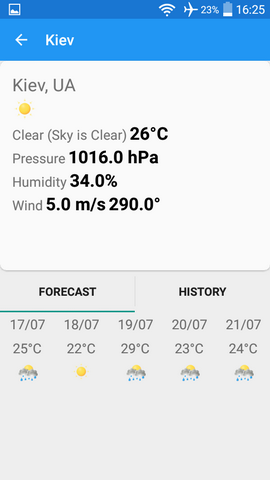 23% 16:25
Kiev
Kiev, UA
Clear (Sky is Clear) 26°C
Pressure 1016.0 hPa
Humidity 34.0%
Wind 5.0 m/s 290.0°
FORECAST HISTORY
17/07 18/07 19/07 20/07 21/07
25°C 22°C 29°C 23°C 24°C